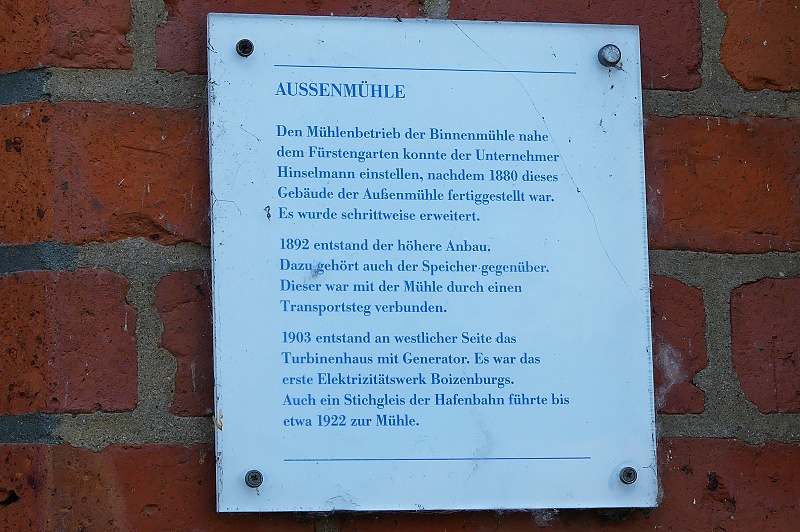 AUSSENMÜHLE
Den Mühlenbetrieb der Binnenmühle nahe
dem Fürstengarten konnte der Unternehmer
Hinselmann einstellen, nachdem 1880 dieses
Gebäude der Außenmühle fertiggestellt war.
Es wurde schrittweise erweitert.
1892 entstand der höhere Anbau.
Dazu gehört auch der Speicher gegenüber.
Dieser war mit der Mühle durch einen
Transportsteg verbunden.
1903 entstand an westlicher Seite das
Turbinenhaus mit Generator. Es war das
erste Elektrizitätswerk Boizenburgs.
Auch ein Stichgleis der Hafenbahn führte bis
etwa 1922 zur Mühle.